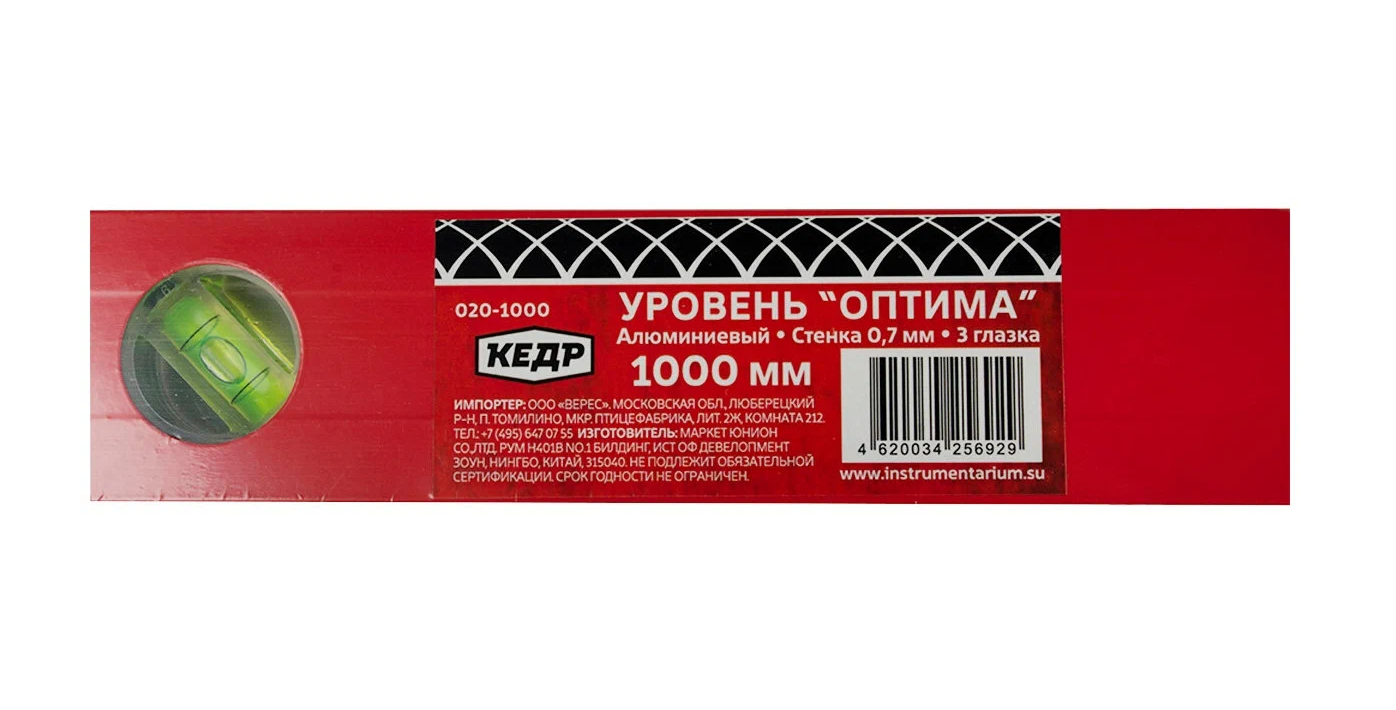 020-1000
УРОВЕНЬ “ОПТИМА”
Алюминиевый • Стенка 0,7 мм • 3 глазка
КЕДР
1000 мм
ИМПОРТЕР: ООО «ВЕРЕС». МОСКОВСКАЯ ОБЛ., ЛЮБЕРЕЦКИЙ
Р-Н, П. ТОМИЛИНО, МКР. ПТИЦЕФАБРИКА, ЛИТ. 2Ж, КОМНАТА 212.
ТЕЛ.: +7 (495) 647 07 55 ИЗГОТОВИТЕЛЬ: МАРКЕТ ЮНИОН
СО.,ЛТД. РУМ H401B NO.1 БИЛДИНГ, ИСТ ОФ ДЕВЕЛОПМЕНТ
ЗОУН, НИНГБО, КИТАЙ, 315040. НЕ ПОДЛЕЖИТ ОБЯЗАТЕЛЬНОЙ
СЕРТИФИКАЦИИ. СРОК ГОДНОСТИ НЕ ОГРАНИЧЕН.
4 620034 256929
www.instrumentarium.su